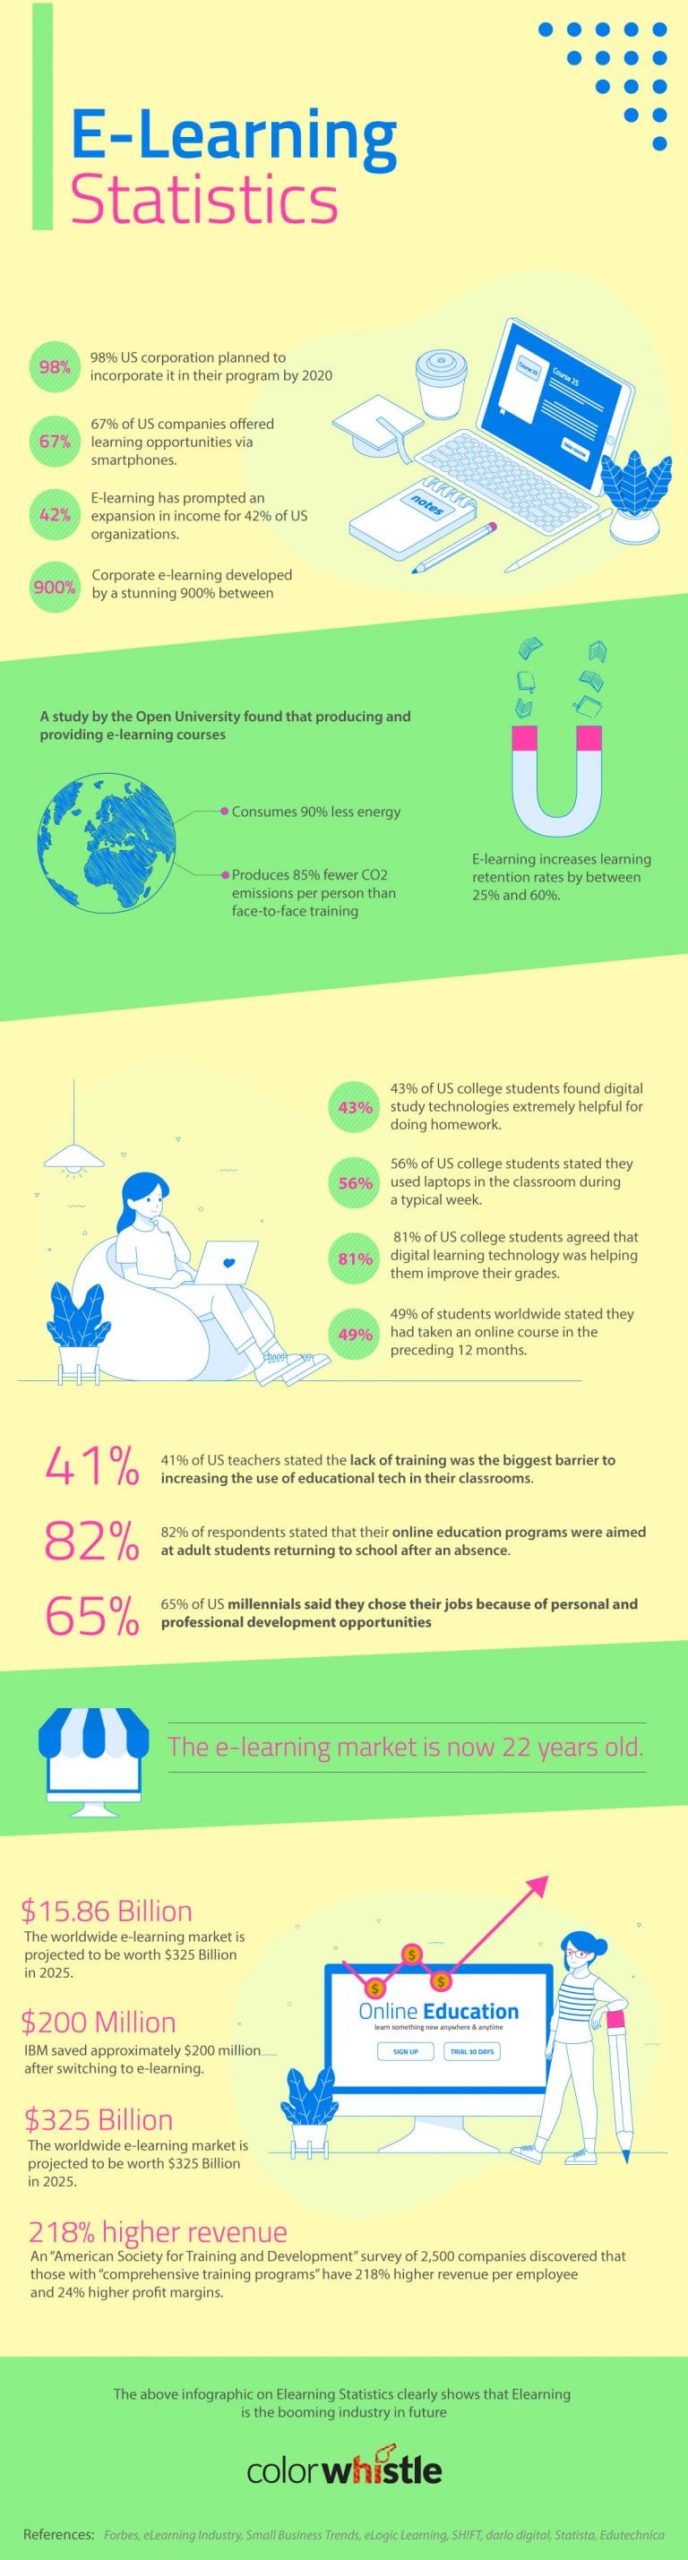 E-Learning
Statistics
98%
98% US corporation planned to
incorporate it in their program by 2020
67%
67% of US companies offered
learning opportunities via
smartphones.
42%
E-learning has prompted an
expansion in income for 42% of US
organizations.
900%
Corporate e-learning developed
by a stunning 900% between
Course 25
Course 25
take course
notes
A study by the Open University found that producing and
providing e-learning courses
Consumes 90% less energy
Produces 85% fewer CO2
emissions per person than
face-to-face training
E-learning increases learning
retention rates by between
25% and 60%.
43%
43% of US college students found digital
study technologies extremely helpful for
doing homework.
56%
56% of US college students stated they
used laptops in the classroom during
a typical week.
81%
81% of US college students agreed that
digital learning technology was helping
them improve their grades.
49%
49% of students worldwide stated they
had taken an online course in the
preceding 12 months.
41%
41% of US teachers stated the lack of training was the biggest barrier to
increasing the use of educational tech in their classrooms.
82%
82% of respondents stated that their online education programs were aimed
at adult students returning to school after an absence.
65%
65% of US millennials said they chose their jobs because of personal and
professional development opportunities
The e-learning market is now 22 years old.
$15.86 Billion
The worldwide e-learning market is
projected to be worth $325 Billion
in 2025.
$200 Million
IBM saved approximately $200 million
after switching to e-learning.
$325 Billion
The worldwide e-learning market is
projected to be worth $325 Billion
in 2025.
$
$
$
Online Education
learn something new anywhere & anytime
SIGN UP
TRIAL 30 DAYS
218% higher revenue
An "American Society for Training and Development" survey of 2,500 companies discovered that
those with "comprehensive training programs" have 218% higher revenue per employee
and 24% higher profit margins.
The above infographic on Elearning Statistics clearly shows that Elearning
is the booming industry in future
colorwhistle
References: Forbes, eLearning Industry, Small Business Trends, eLogic Learning, SH!FT, darlo digital, Statista, Edutechnica